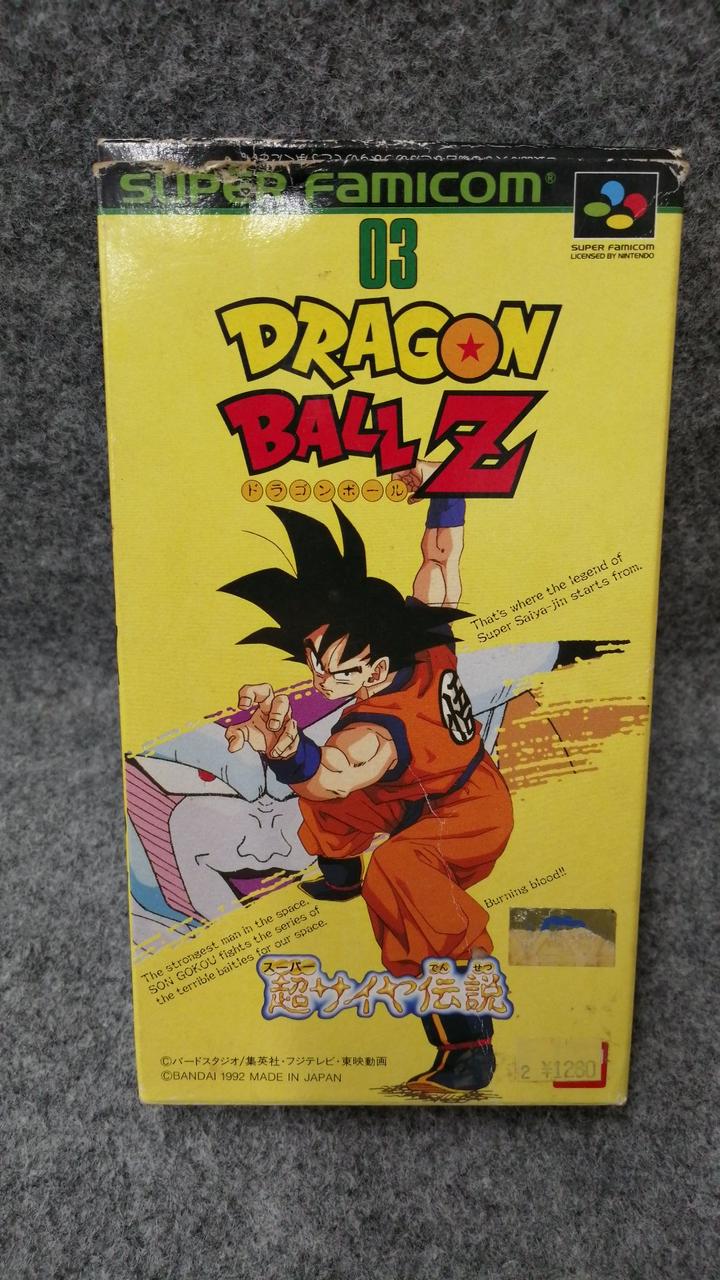 SUPER FAMICOM®
SUPER FAMICOM
LICENSED BY NINTENDO
03
DRAGON
BALL Z
ドラゴンボール
That's where the legend of
Super Saiya-jin starts from.
悟
Burning blood!!
The strongest man in the space.
SON GOKOU fights the series of
the terrible baitles for our space.
スーパー でん せつ
超サイヤ伝説
©バードスタジオ/集英社・フジテレビ・東映動画
©BANDAI 1992 MADE IN JAPAN
¥1280